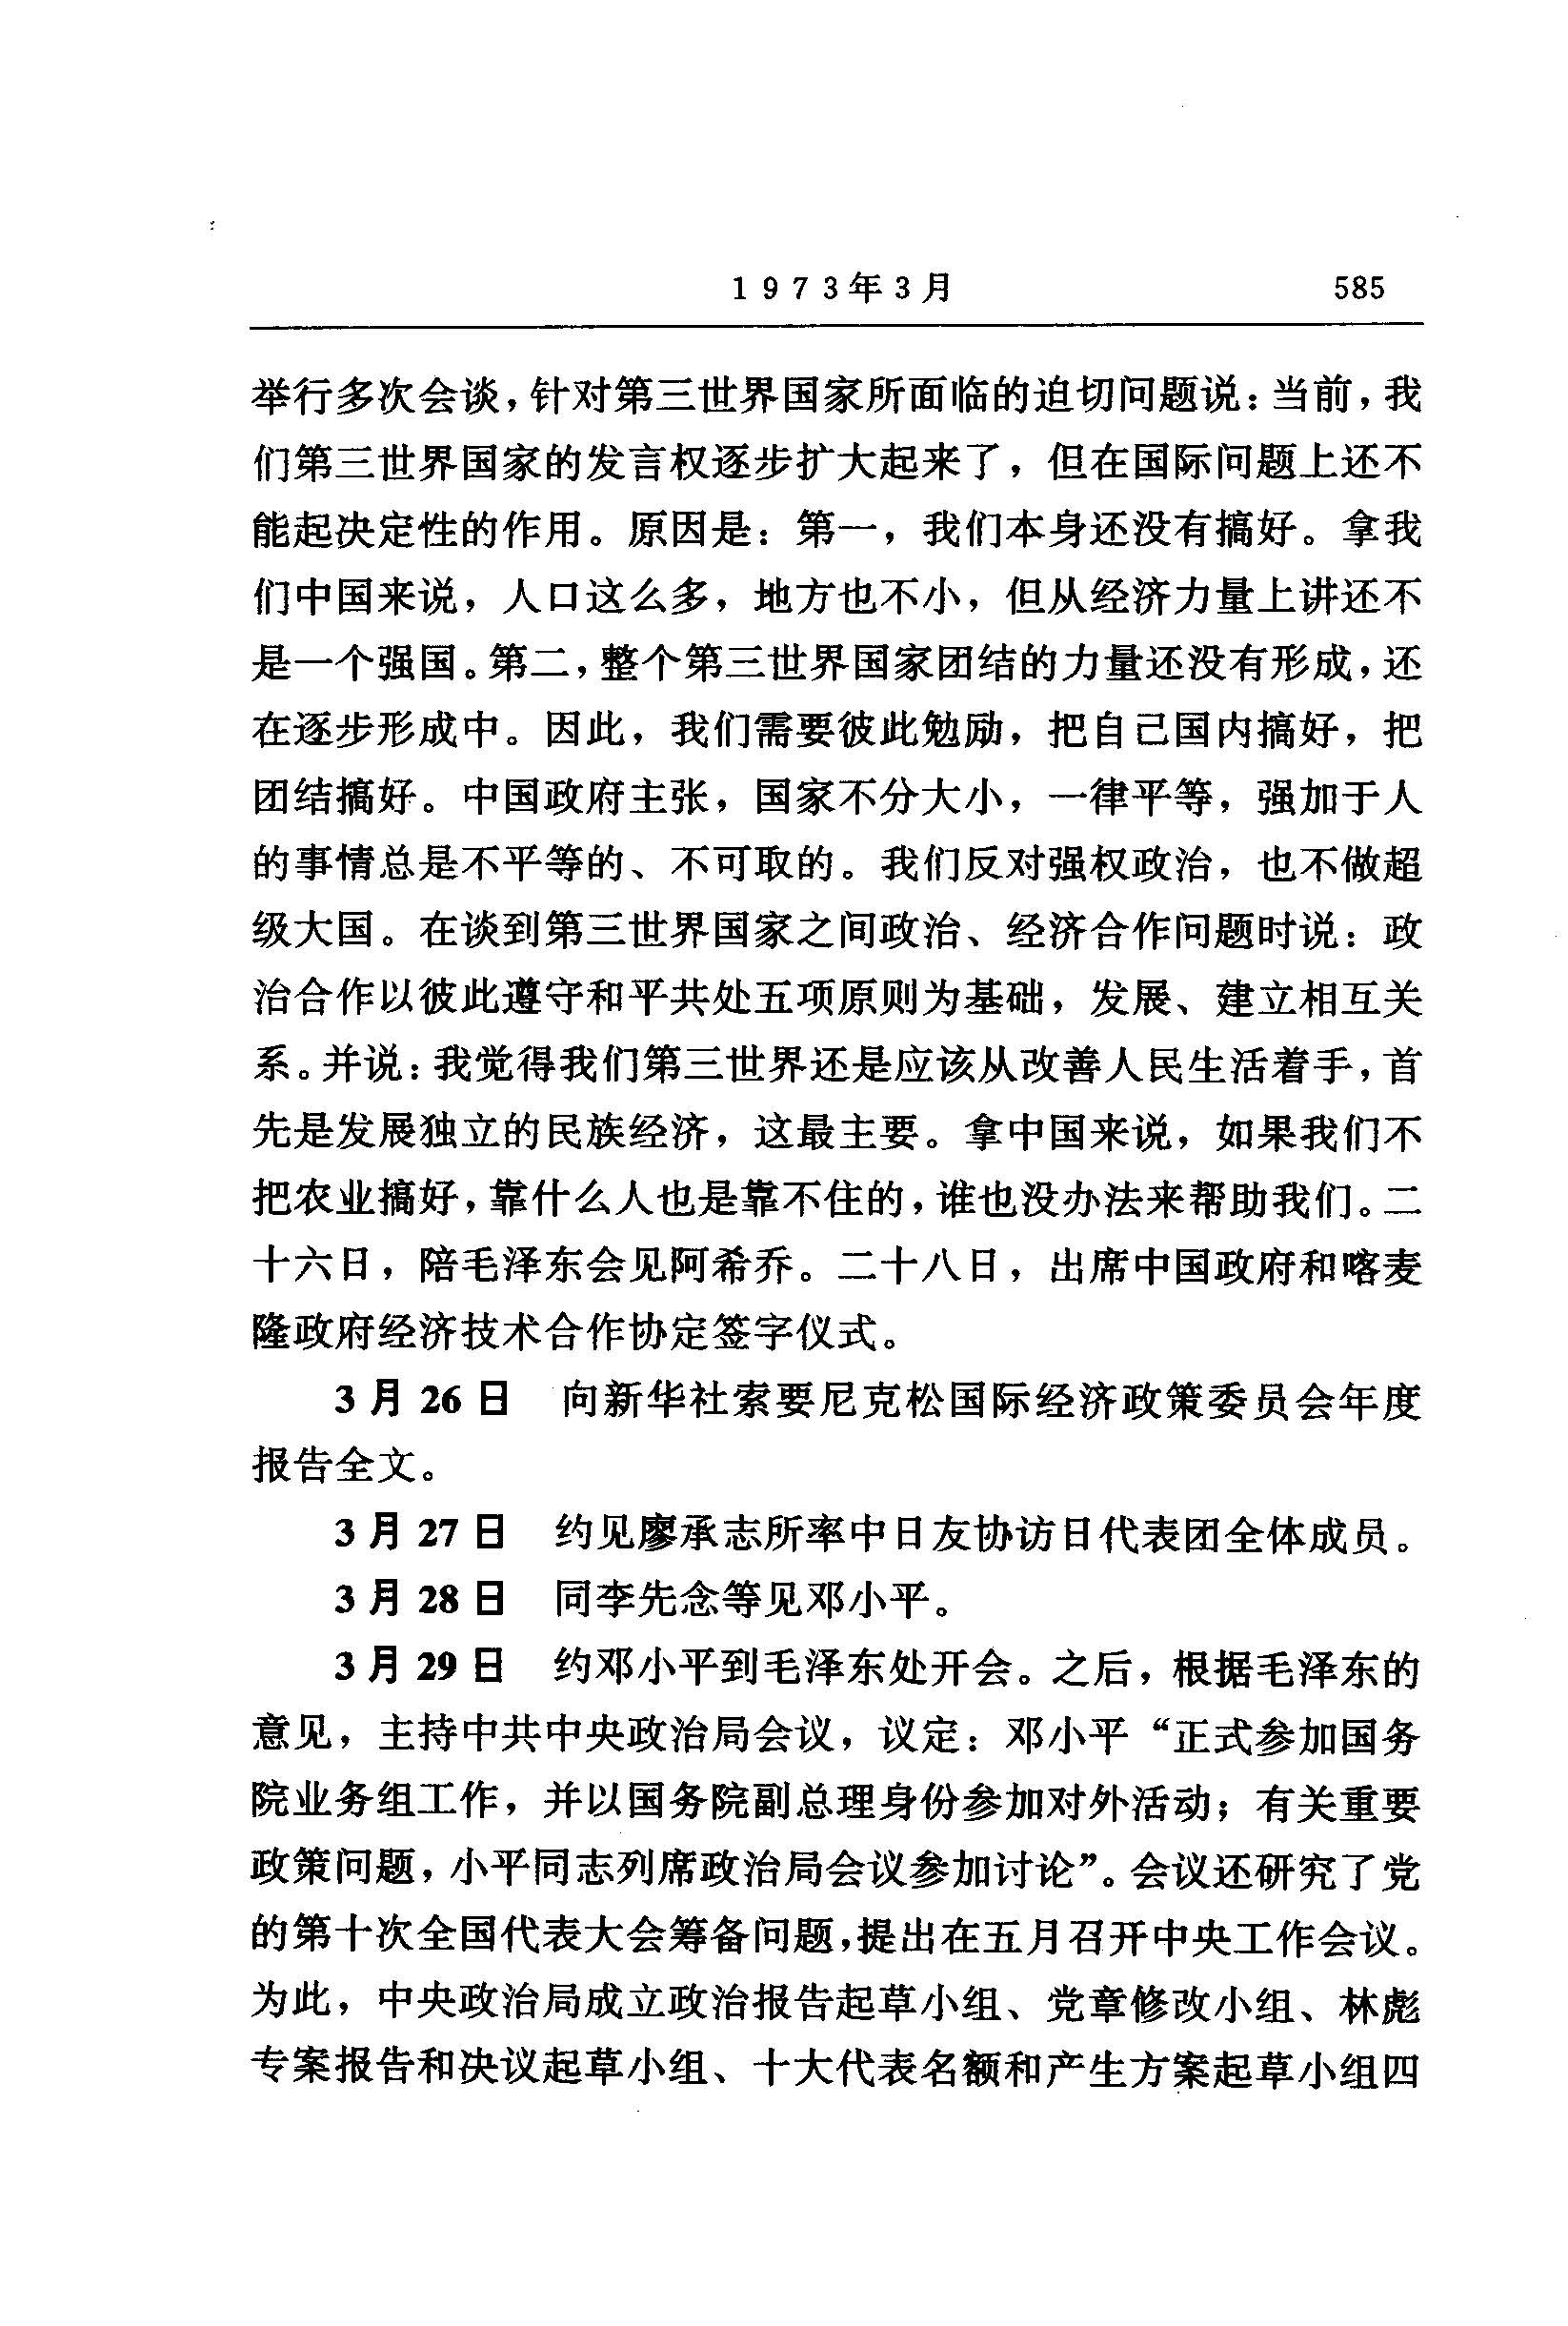 1973年3月 585
举行多次会谈，针对第三世界国家所面临的迫切问题说：当前，我
们第三世界国家的发言权逐步扩大起来了，但在国际问题上还不
能起决定性的作用。原因是：第一，我们本身还没有搞好。拿我
们中国来说，人口这么多，地方也不小，但从经济力量上讲还不
是一个强国。第二，整个第三世界国家团结的力量还没有形成，还
在逐步形成中。因此，我们需要彼此勉励，把自己国内搞好，把
团结搞好。中国政府主张，国家不分大小，一律平等，强加于人
的事情总是不平等的、不可取的。我们反对强权政治，也不做超
级大国。在谈到第三世界国家之间政治、经济合作问题时说：政
治合作以彼此遵守和平共处五项原则为基础，发展、建立相互关
系。并说：我觉得我们第三世界还是应该从改善人民生活着手，首
先是发展独立的民族经济，这最主要。拿中国来说，如果我们不
把农业搞好，靠什么人也是靠不住的，谁也没办法来帮助我们。二
十六日，陪毛泽东会见阿希乔。二十八日，出席中国政府和喀麦
隆政府经济技术合作协定签字仪式。
3月26日 向新华社索要尼克松国际经济政策委员会年度
报告全文。
3月27日 约见廖承志所率中日友协访日代表团全体成员。
3月28日 同李先念等见邓小平。
3月29日 约邓小平到毛泽东处开会。之后，根据毛泽东的
意见，主持中共中央政治局会议，议定：邓小平“正式参加国务
院业务组工作，并以国务院副总理身份参加对外活动；有关重要
政策问题，小平同志列席政治局会议参加讨论”。会议还研究了党
的第十次全国代表大会筹备问题，提出在五月召开中央工作会议。
为此，中央政治局成立政治报告起草小组、党章修改小组、林彪
专案报告和决议起草小组、十大代表名额和产生方案起草小组四